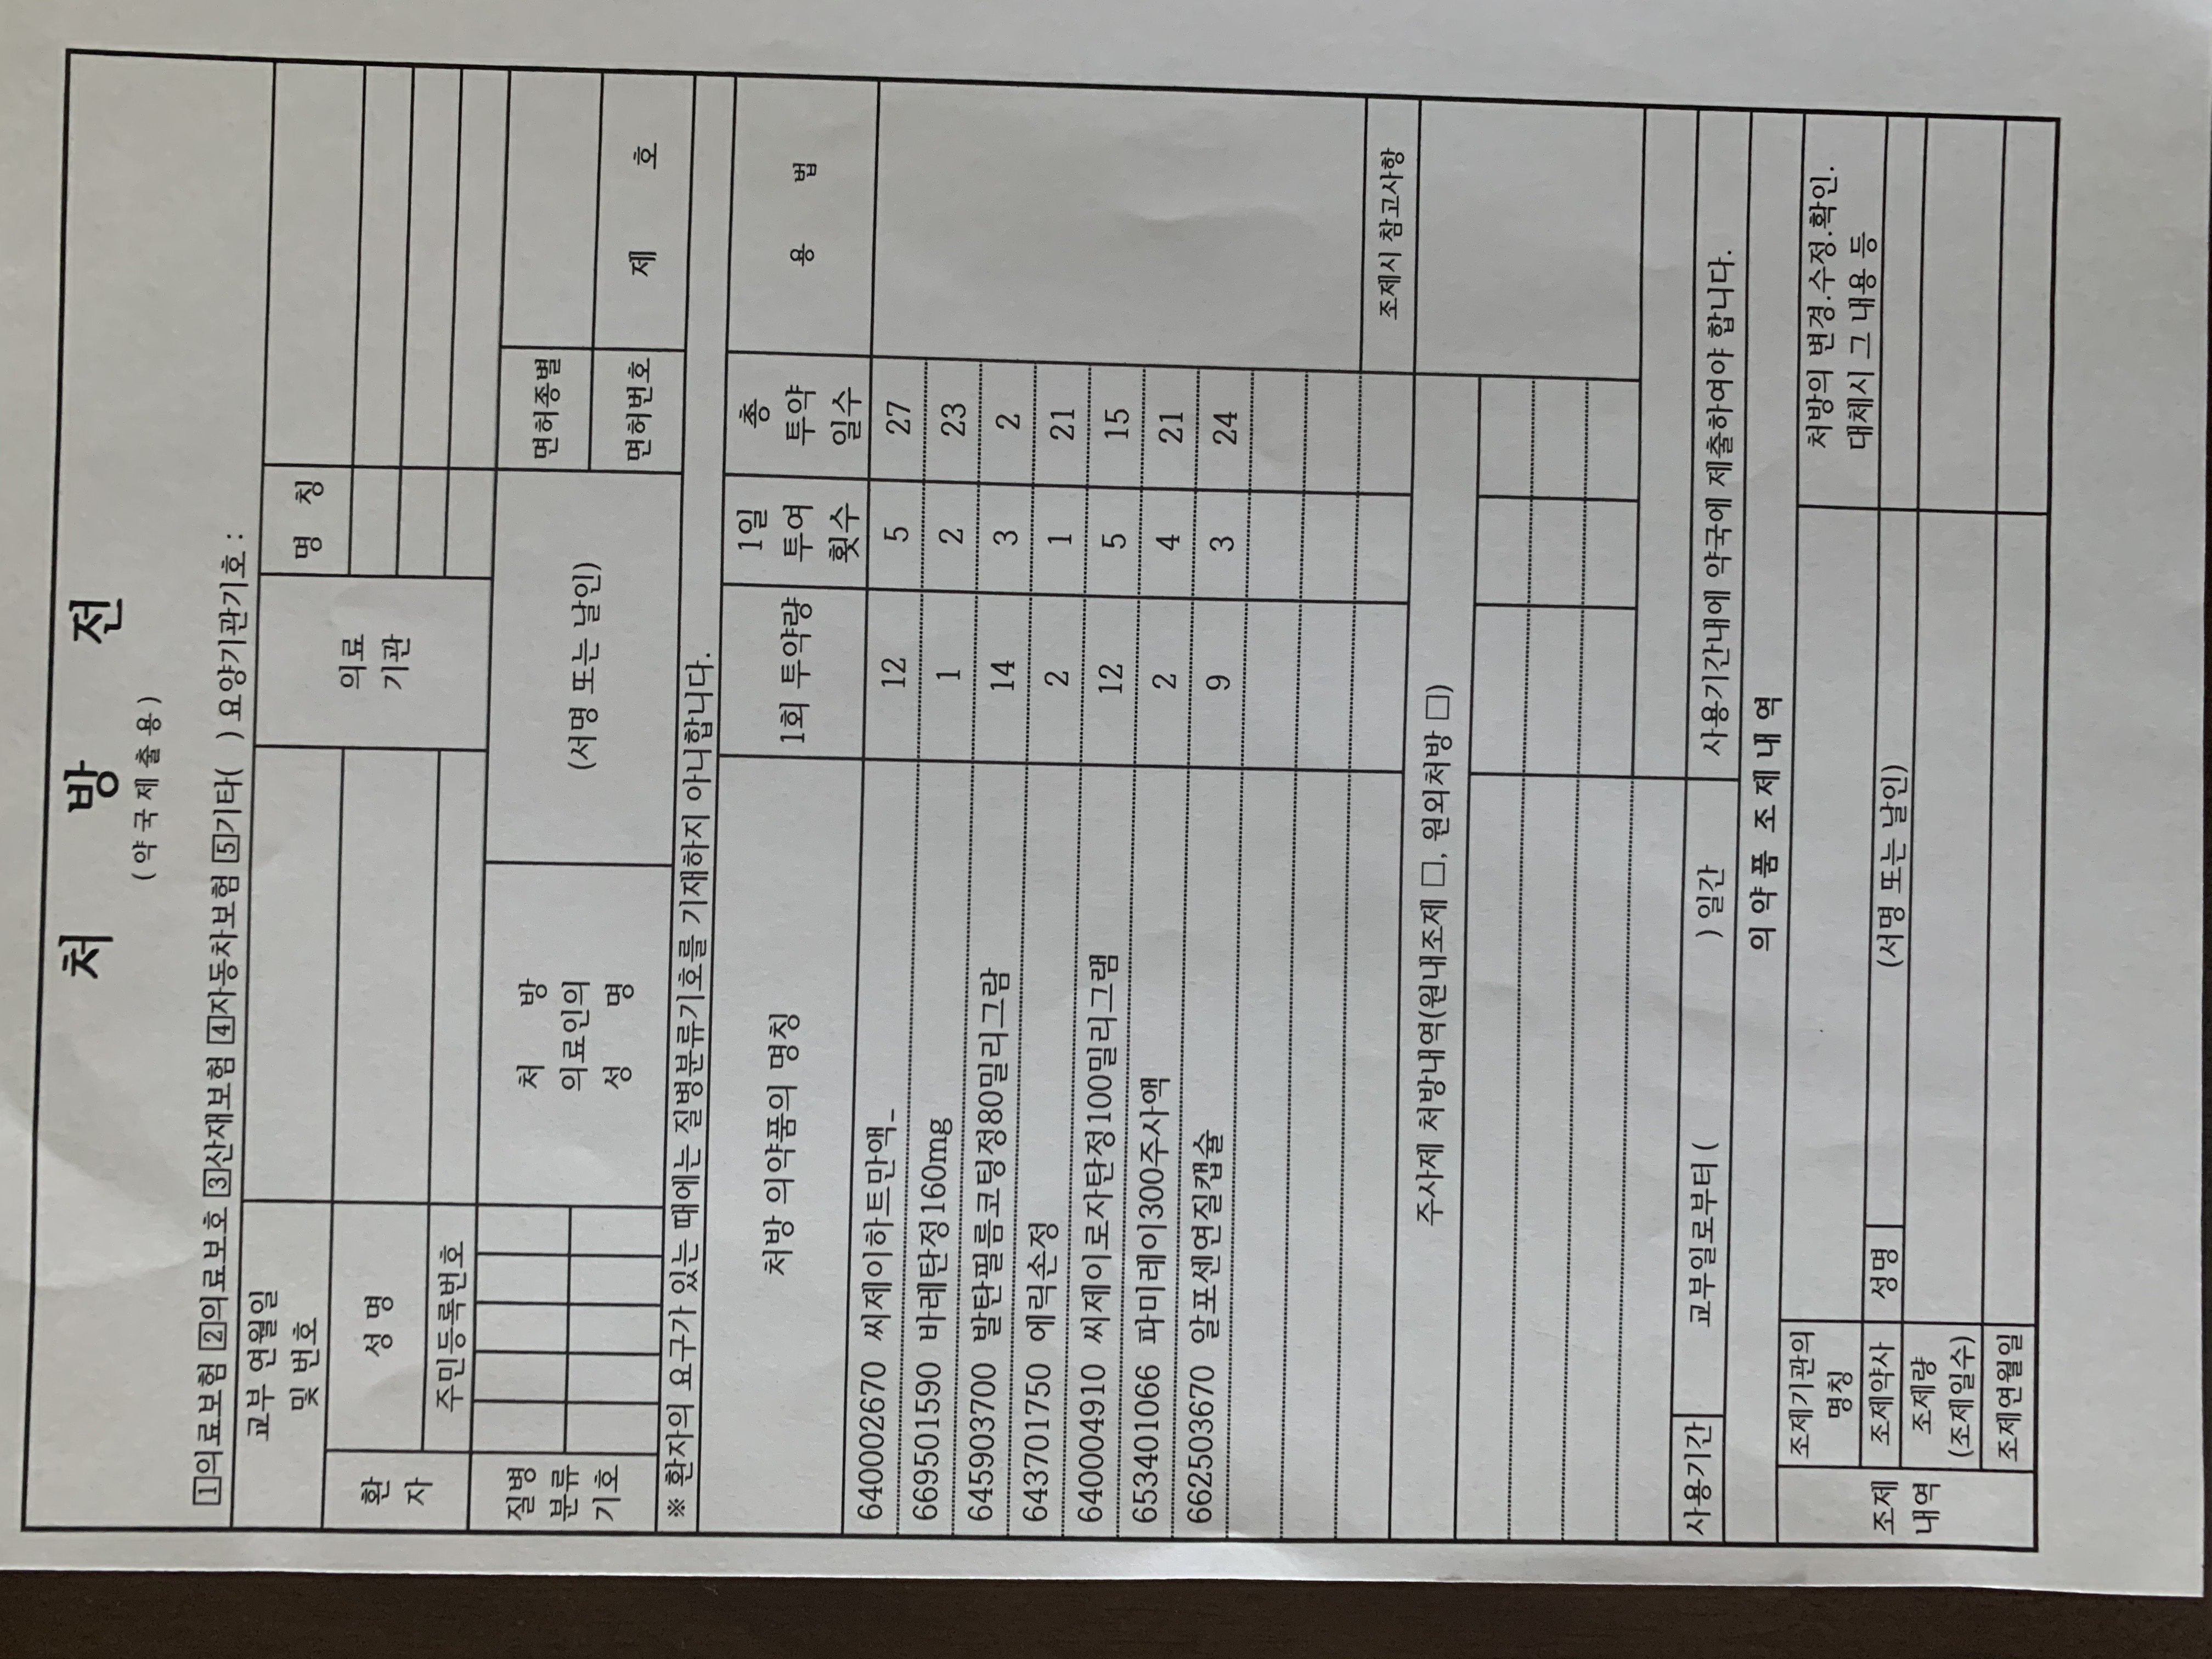 처 방 전
(약국제출용)
1의료보험 2의료보호 3산재보험 4자동차보험 5기타( ) 요양기관기호 :
교부 연월일
및 번호
의료
기관
명 칭
환
자
성 명
주민등록번호
질병
분류
기호
처 방
의료인의
성 명
(서명 또는 날인)
면허종별
면허번호
제 호
※ 환자의 요구가 있는 때에는 질병분류기호를 기재하지 아니합니다.
처방 의약품의 명칭
1회 투약량
1일
투여
횟수
총
투약
일수
용 법
640002670 씨제이하트만액_ 12 5 27
669501590 바레탄정160mg 1 2 23
645903700 발탄필름코팅정80밀리그람 14 3 2
643701750 에릭손정 2 1 21
640004910 씨제이로자탄정100밀리그램 12 5 15
653401066 파미레이300주사액 2 4 21
662503670 알포센연질캡슐 9 3 24
조제시 참고사항
주사제 처방내역(원내조제 □, 원외처방 □)
사용기간
교부일로부터 ( ) 일간
사용기간내에 약국에 제출하여야 합니다.
의약품 조제내역
조제
내역
조제기관의
명칭
처방의 변경.수정.확인.
대체시 그 내용 등
조제약사
성명
(서명 또는 날인)
조제량
(조제일수)
조제연월일